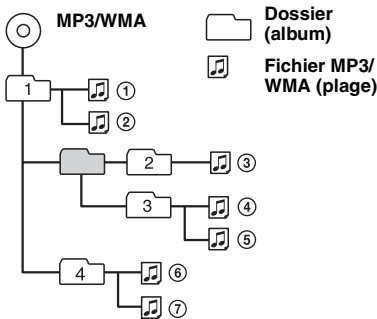 MP3/WMA
Dossier
(album)
Fichier MP3/
WMA (plage)
1
①
②
2
③
3
④
⑤
4
⑥
⑦